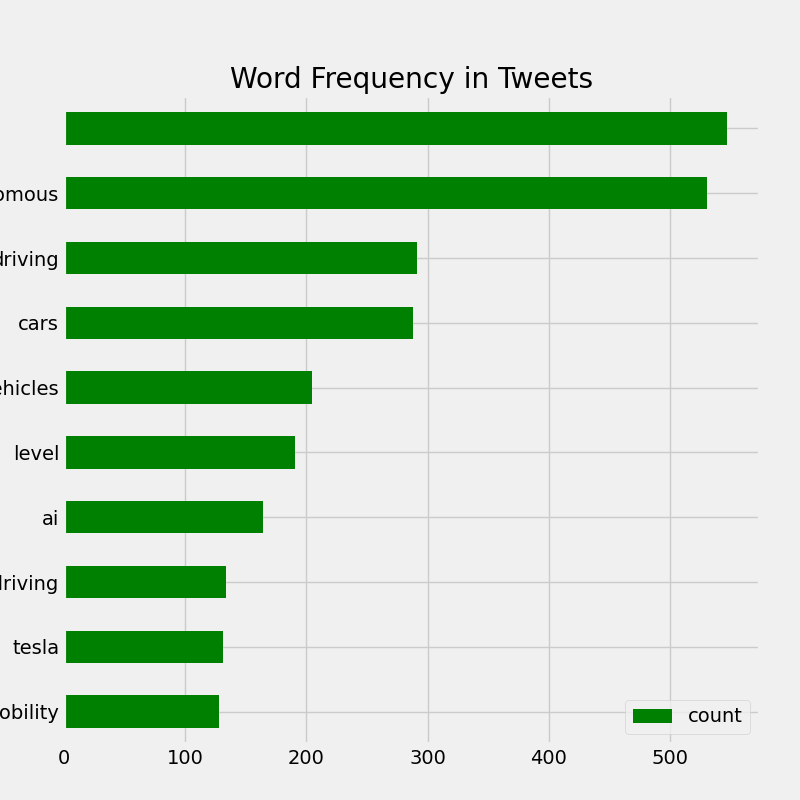 Word Frequency in Tweets
omous
driving
cars
ehicles
level
ai
driving
tesla
obility
count
0 100 200 300 400 500